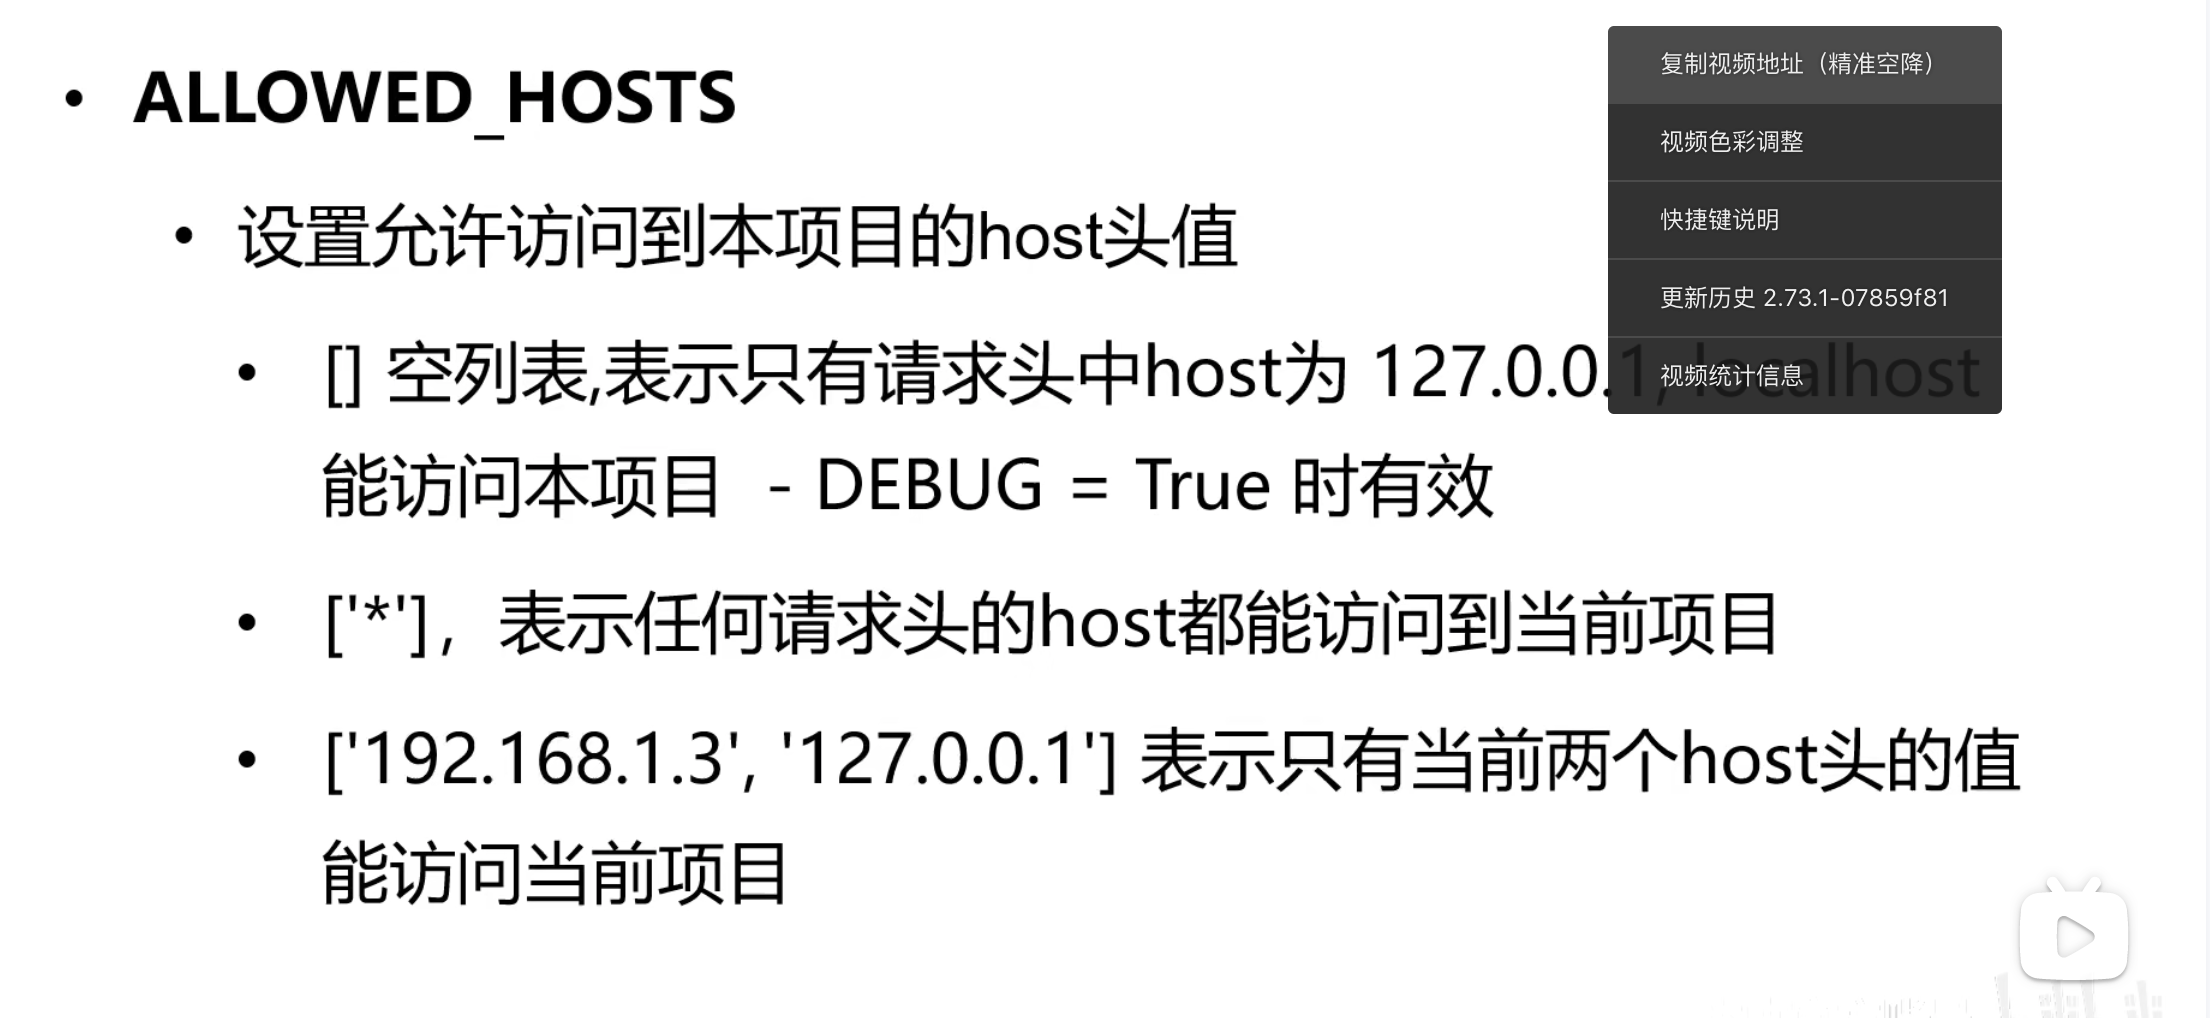 • ALLOWED_HOSTS
• 设置允许访问到本项目的host头值
• [] 空列表,表示只有请求头中host为 127.0.0.1, localhost
能访问本项目 - DEBUG = True 时有效
• ['*']，表示任何请求头的host都能访问到当前项目
• ['192.168.1.3', '127.0.0.1'] 表示只有当前两个host头的值
能访问当前项目
复制视频地址（精准空降）
视频色彩调整
快捷键说明
更新历史 2.73.1-07859f81
视频统计信息